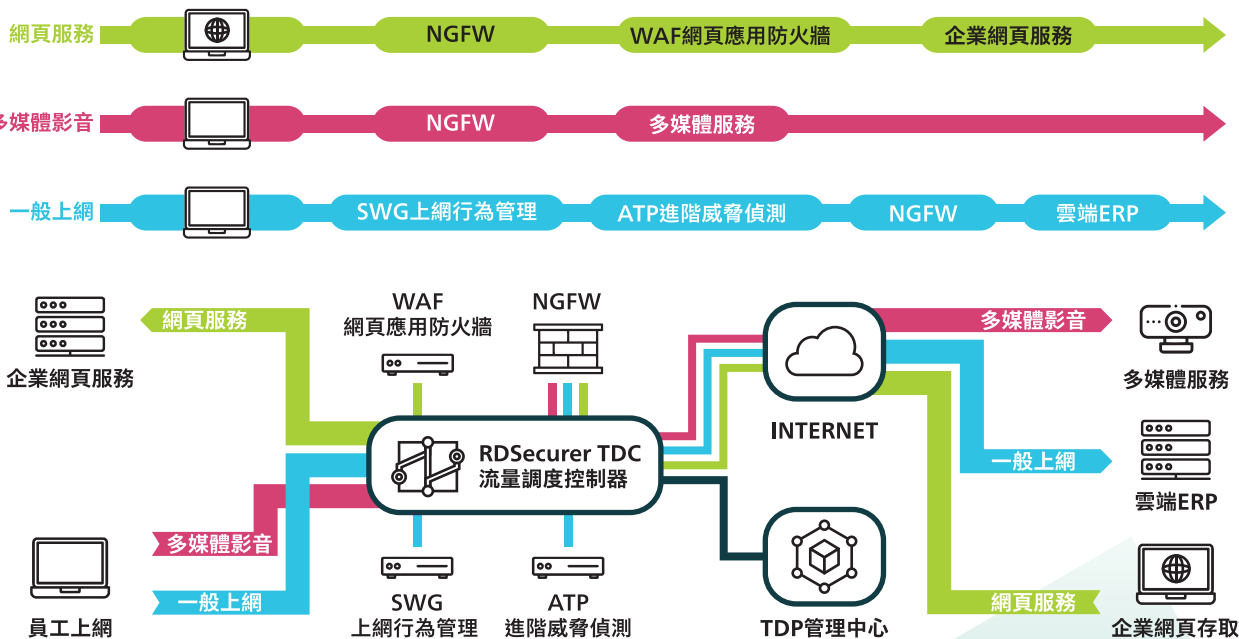 網頁服務
NGFW
WAF網頁應用防火牆
企業網頁服務
多媒體影音
NGFW
多媒體服務
一般上網
SWG上網行為管理
ATP進階威脅偵測
NGFW
雲端ERP
企業網頁服務
網頁服務
WAF
網頁應用防火牆
NGFW
INTERNET
多媒體影音
多媒體服務
RDSecurer TDC
流量調度控制器
一般上網
雲端ERP
員工上網
多媒體影音
一般上網
SWG
上網行為管理
ATP
進階威脅偵測
TDP管理中心
網頁服務
企業網頁存取